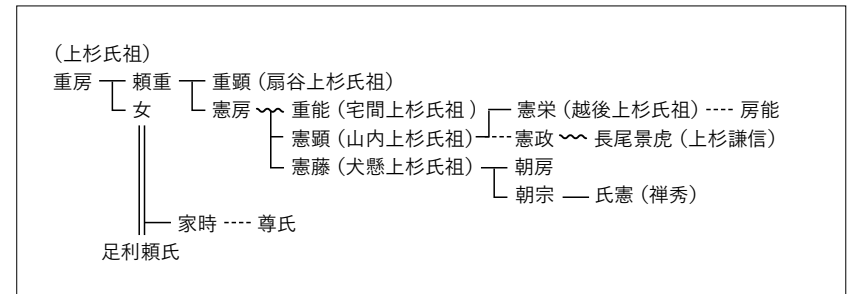 (上杉氏祖)
重房 頼重 重顕 (扇谷上杉氏祖)
女 憲房 重能 (宅間上杉氏祖 ) 憲栄 (越後上杉氏祖) 房能
憲顕 (山内上杉氏祖) 憲政 長尾景虎 (上杉謙信)
憲藤 (犬懸上杉氏祖) 朝房
朝宗 氏憲 (禅秀)
家時 尊氏
足利頼氏